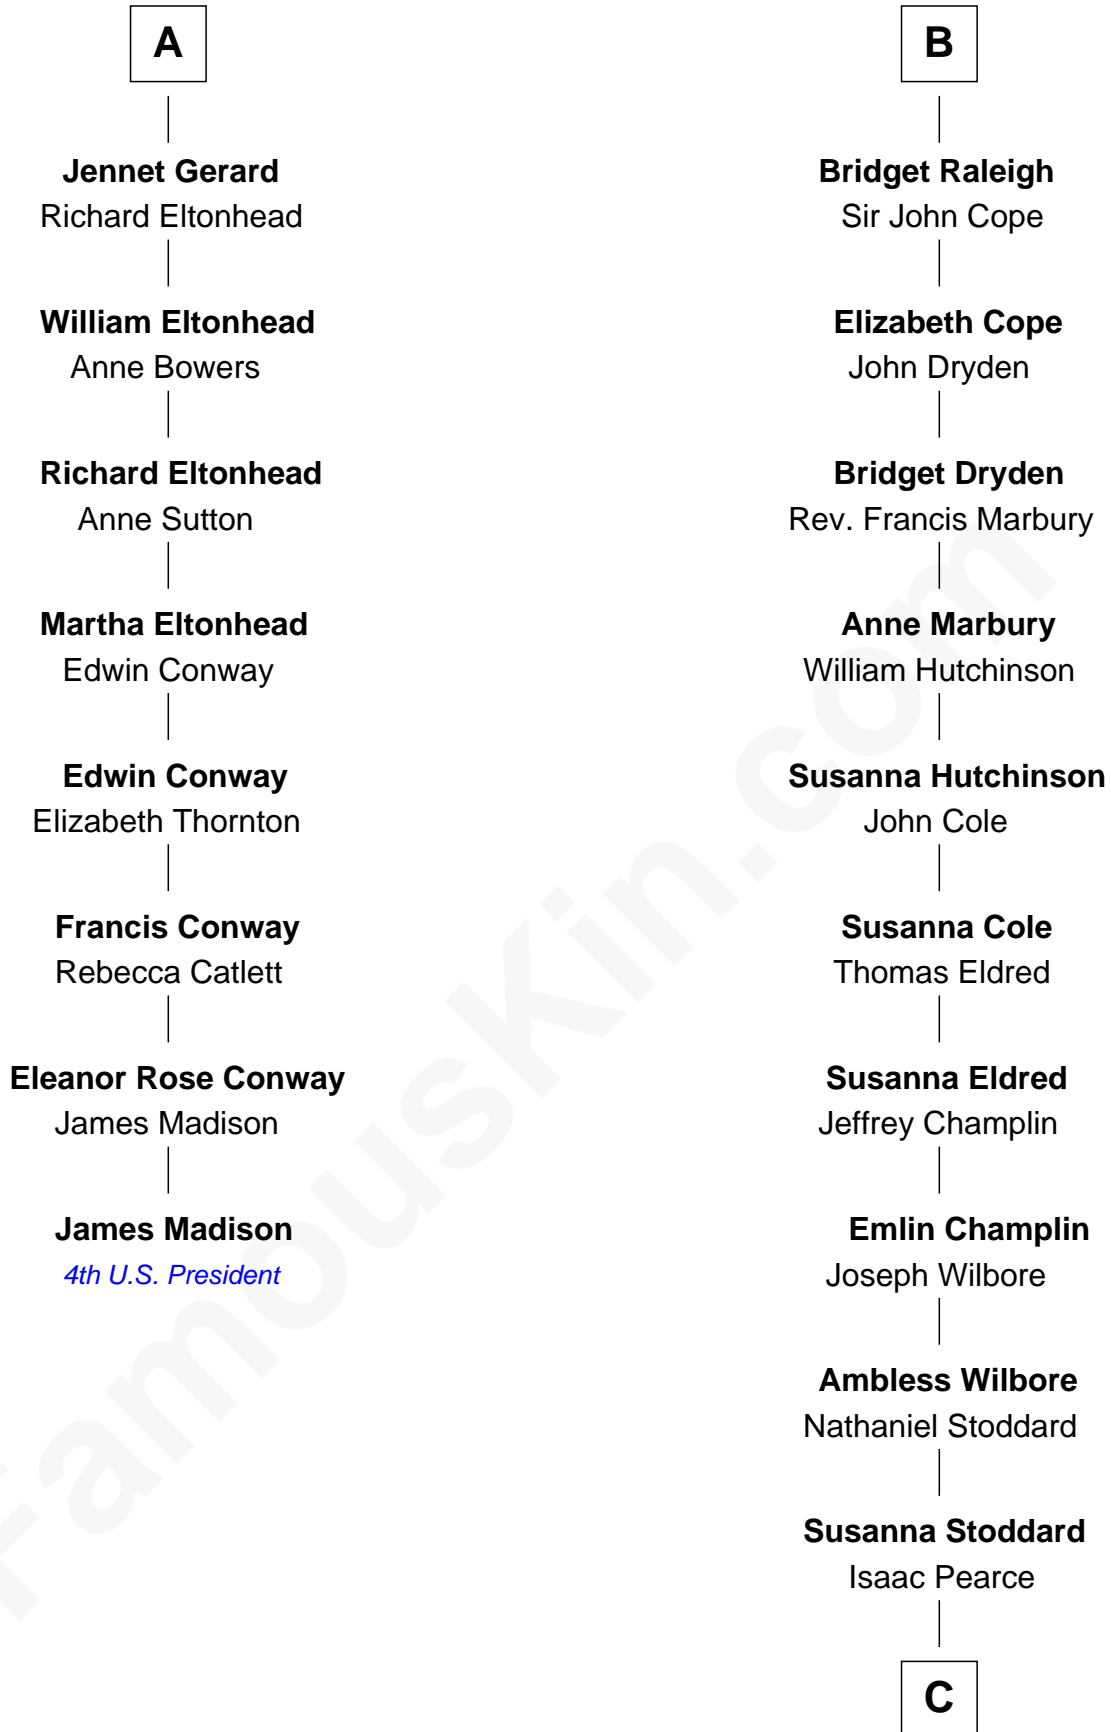 A
Jennet Gerard
Richard Eltonhead
William Eltonhead
Anne Bowers
Richard Eltonhead
Anne Sutton
Martha Eltonhead
Edwin Conway
Edwin Conway
Elizabeth Thornton
Francis Conway
Rebecca Catlett
Eleanor Rose Conway
James Madison
James Madison
4th U.S. President
B
Bridget Raleigh
Sir John Cope
Elizabeth Cope
John Dryden
Bridget Dryden
Rev. Francis Marbury
Anne Marbury
William Hutchinson
Susanna Hutchinson
John Cole
Susanna Cole
Thomas Eldred
Susanna Eldred
Jeffrey Champlin
Emlin Champlin
Joseph Wilbore
Ambless Wilbore
Nathaniel Stoddard
Susanna Stoddard
Isaac Pearce
C
FamousKin.com